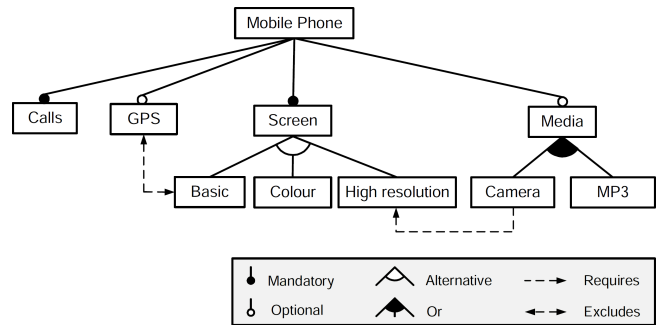 Mobile Phone
Calls
GPS
Screen
Media
Basic
Colour
High resolution
Camera
MP3
Mandatory
Alternative
Requires
Optional
Or
Excludes